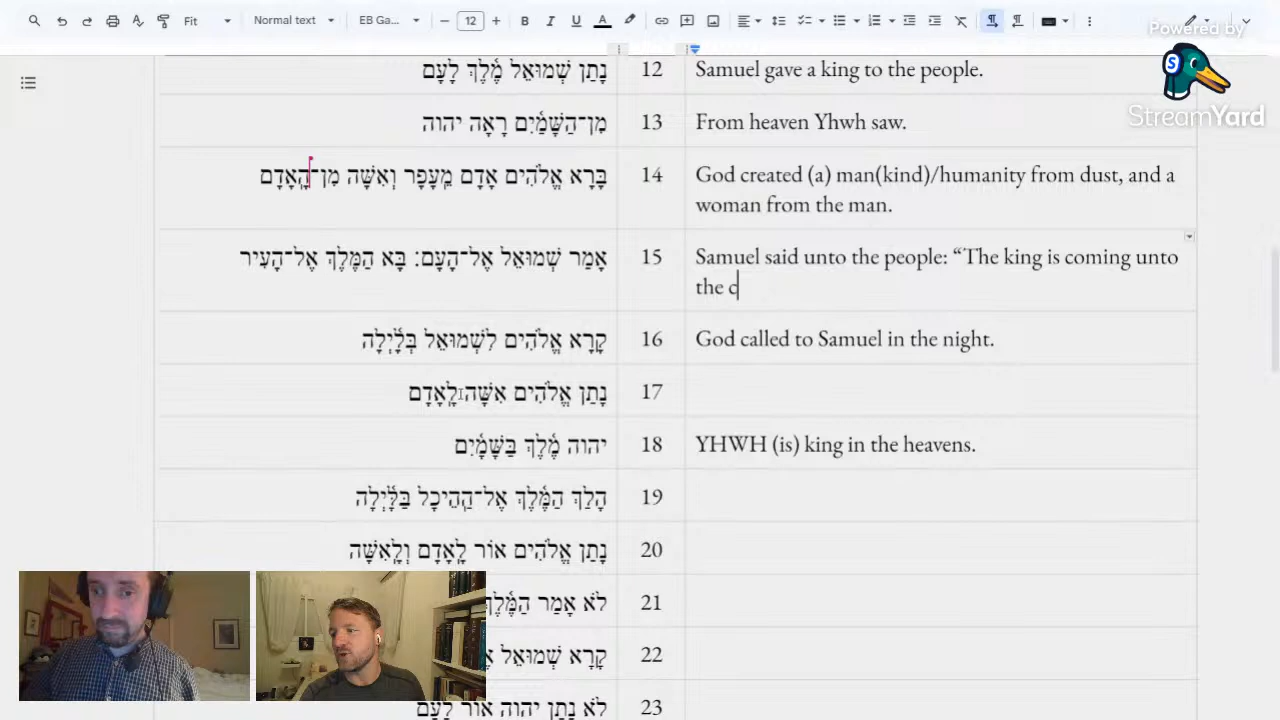 Fit Normal text EB Ga... 12
Powered by
StreamYard
נָתַן שְׁמוּאֵל מֶ֫לֶךְ לָעָם 12 Samuel gave a king to the people.
מִן־הַשָּׁמַ֫יִם רָאָה יהוה 13 From heaven Yhwh saw.
בָּרָא אֱלֹהִים אָדָם מֵעָפָר וְאִשָּׁה מִן־הָאָדָם 14 God created (a) man(kind)/humanity from dust, and a
woman from the man.
אָמַר שְׁמוּאֵל אֶל־הָעָם: בָּא הַמֶּ֫לֶךְ אֶל־הָעִיר 15 Samuel said unto the people: “The king is coming unto
the c
קָרָא אֱלֹהִים לִשְׁמוּאֵל בְּלַ֫יְלָה 16 God called to Samuel in the night.
נָתַן אֱלֹהִים אִשָּׁה לָאָדָם 17
יהוה מֶ֫לֶךְ בַּשָּׁמַ֫יִם 18 YHWH (is) king in the heavens.
הָלַךְ הַמֶּ֫לֶךְ אֶל־הַהֵיכָל בַּלַּ֫יְלָה 19
נָתַן אֱלֹהִים אוֹר לָאָדָם וְלָאִשָּׁה 20
לֹא אָמַר הַמֶּ֫לֶךְ 21
קָרָא שְׁמוּאֵל 22
לֹא נָתַן יהוה אוֹר לָעָם 23